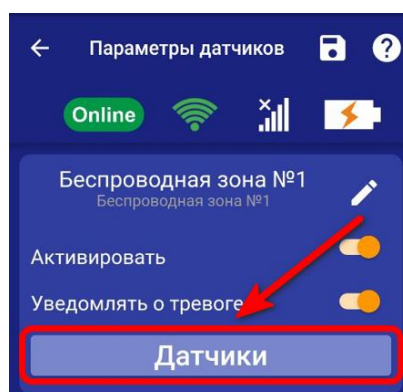 Параметры датчиков
?
Online
Беспроводная зона №1
Беспроводная зона №1
Активировать
Уведомлять о тревоге
Датчики